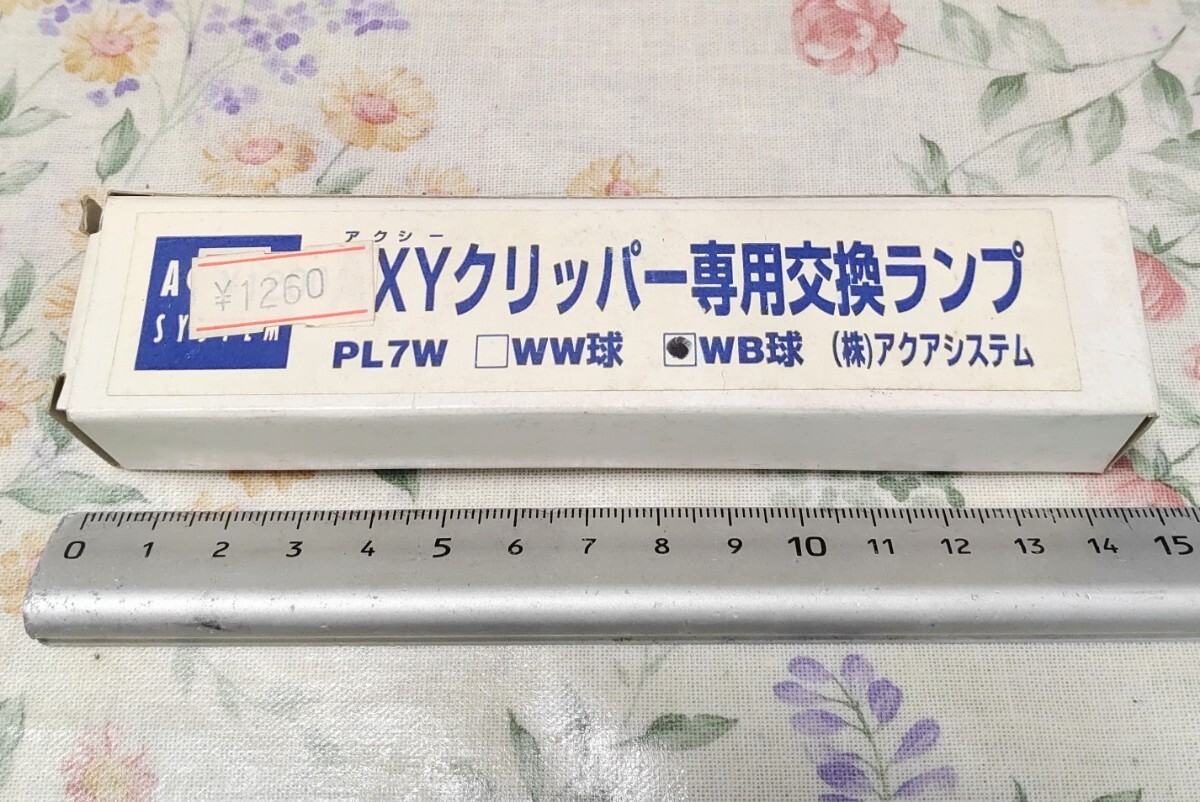 アクシー
XYクリッパー専用交換ランプ
¥1260
PL7W □WW球 ☑WB球 (株)アクアシステム
0 1 2 3 4 5 6 7 8 9 10 11 12 13 14 15